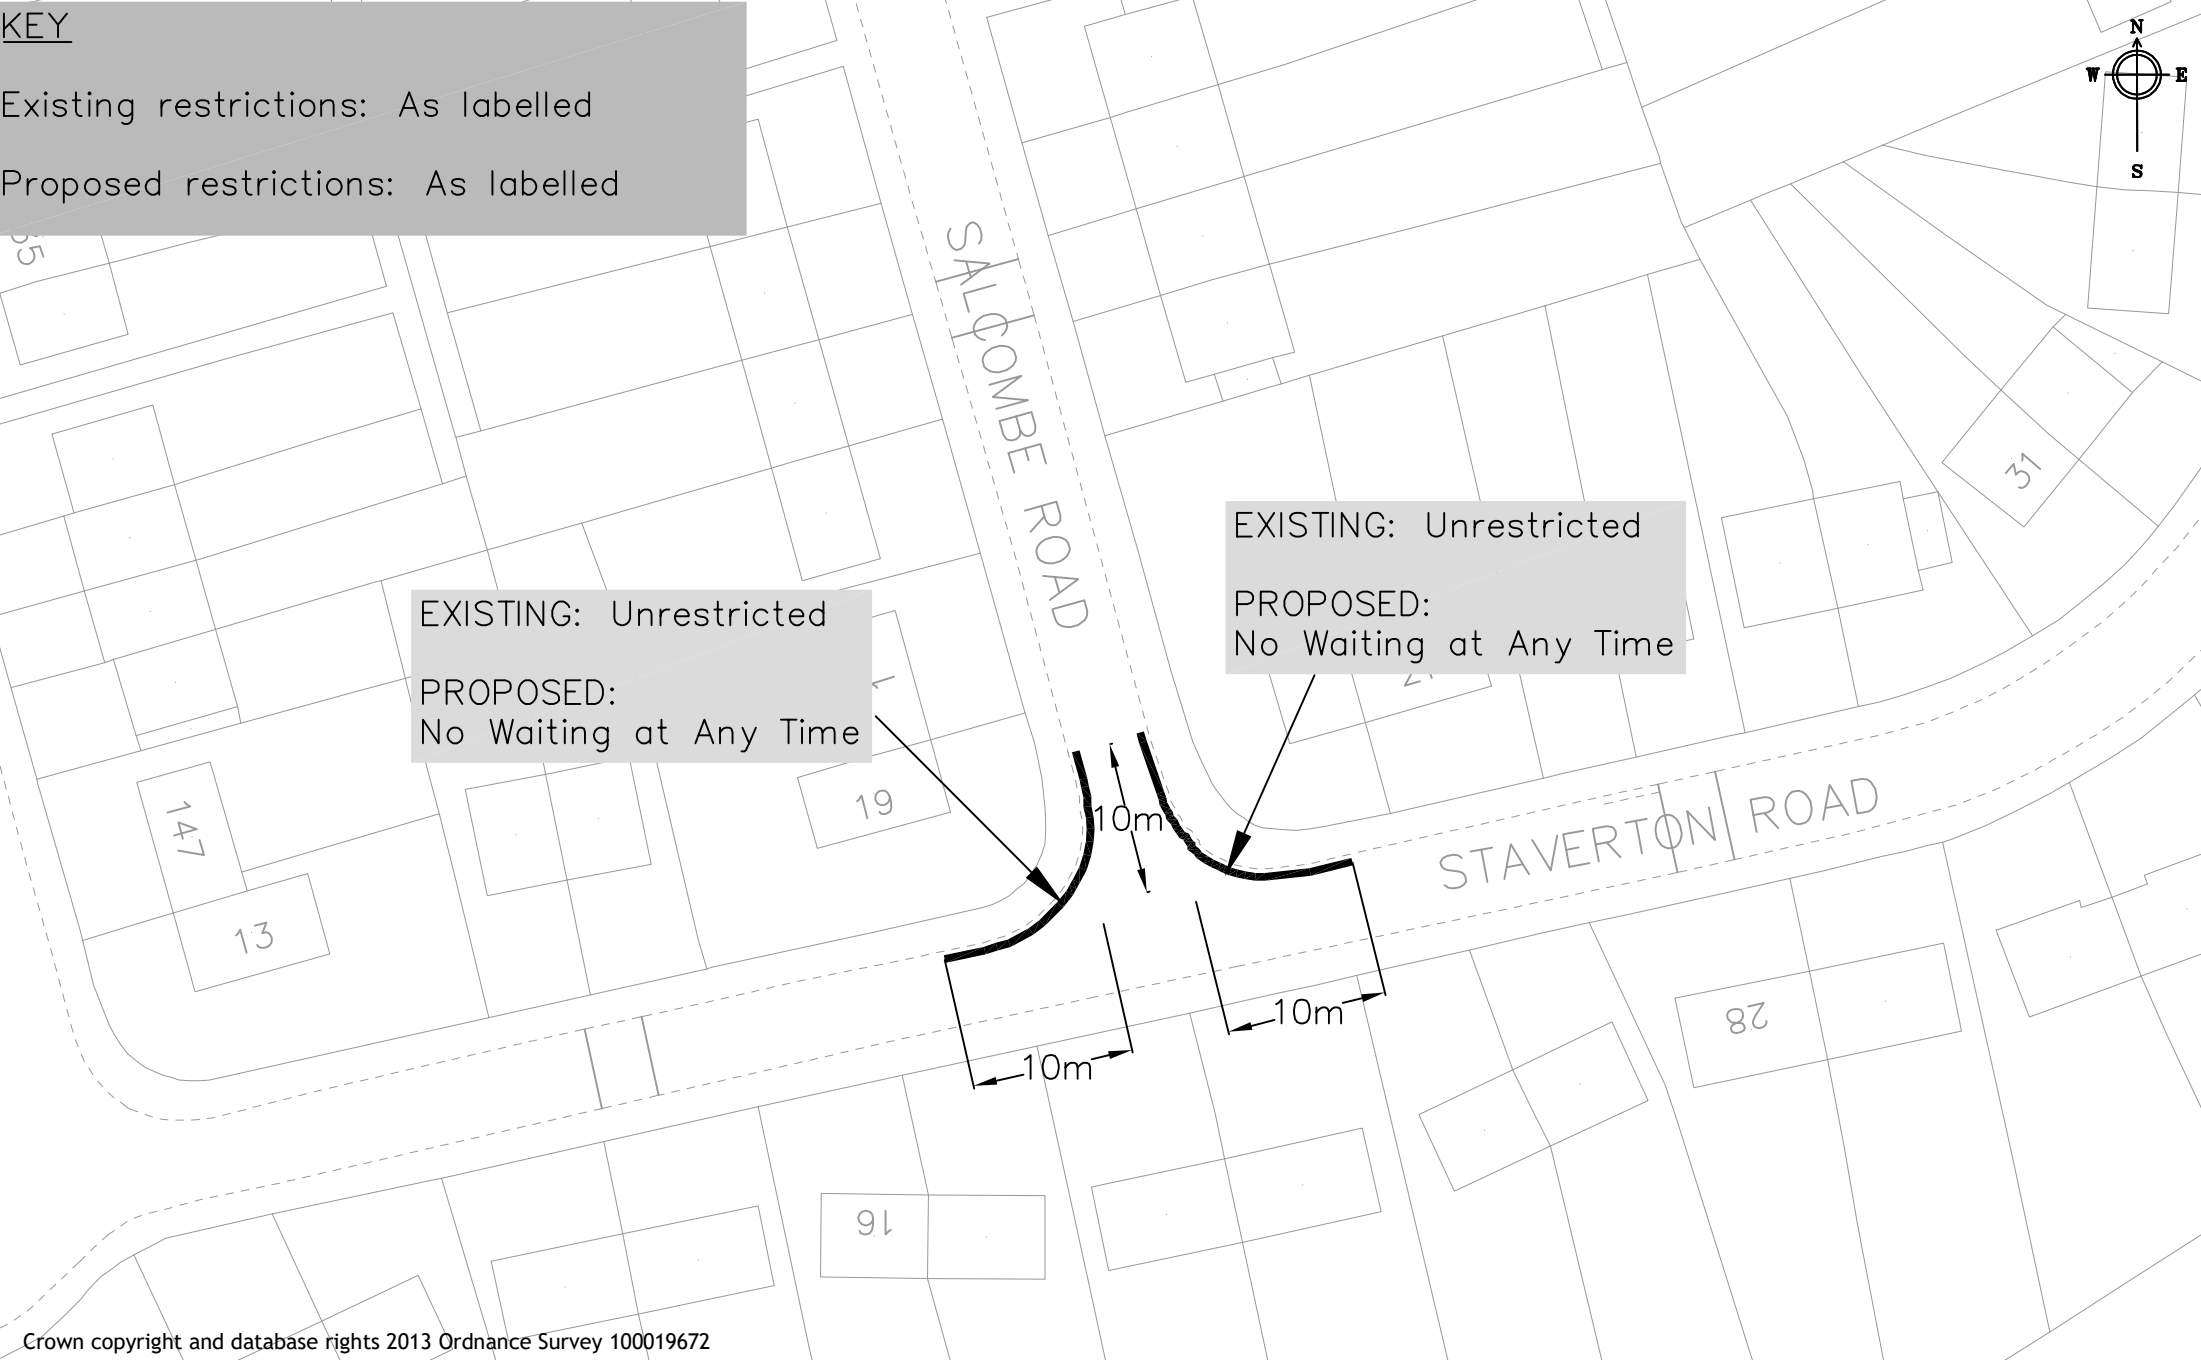 KEY
Existing restrictions: As labelled
Proposed restrictions: As labelled
N
W E
S
35
SALCOMBE ROAD
31
EXISTING: Unrestricted
PROPOSED:
No Waiting at Any Time
EXISTING: Unrestricted
PROPOSED:
No Waiting at Any Time
1
147
19
13
10m
STAVERTON ROAD
10m
10m
28
16
Crown copyright and database rights 2013 Ordnance Survey 100019672